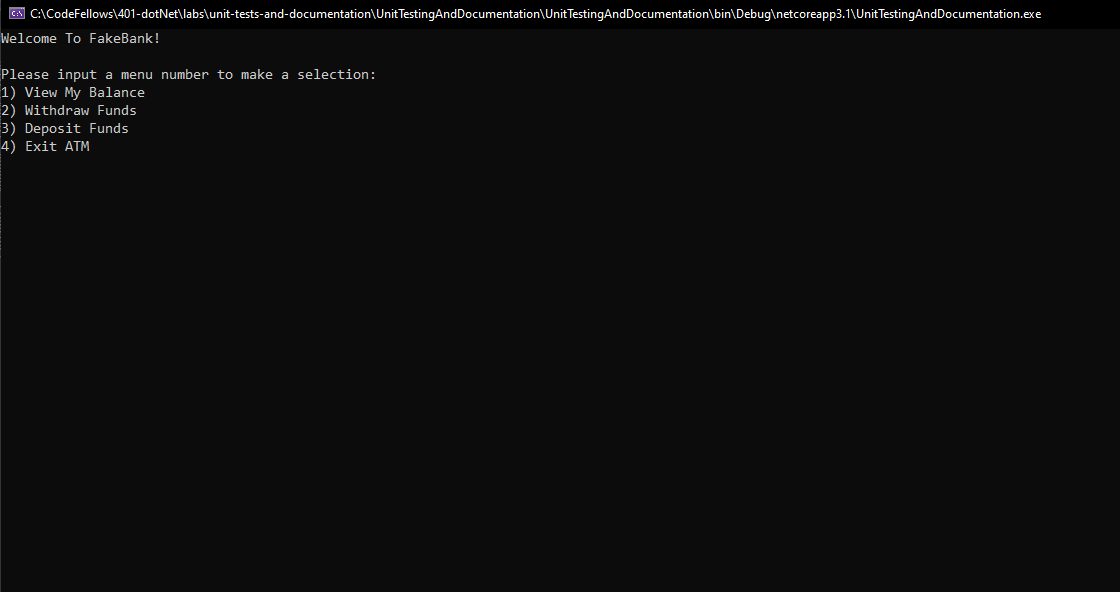 C:\CodeFellows\401-dotNet\labs\unit-tests-and-documentation\UnitTestingAndDocumentation\UnitTestingAndDocumentation\bin\Debug\netcoreapp3.1\UnitTestingAndDocumentation.exe
Welcome To FakeBank!
Please input a menu number to make a selection:
1) View My Balance
2) Withdraw Funds
3) Deposit Funds
4) Exit ATM